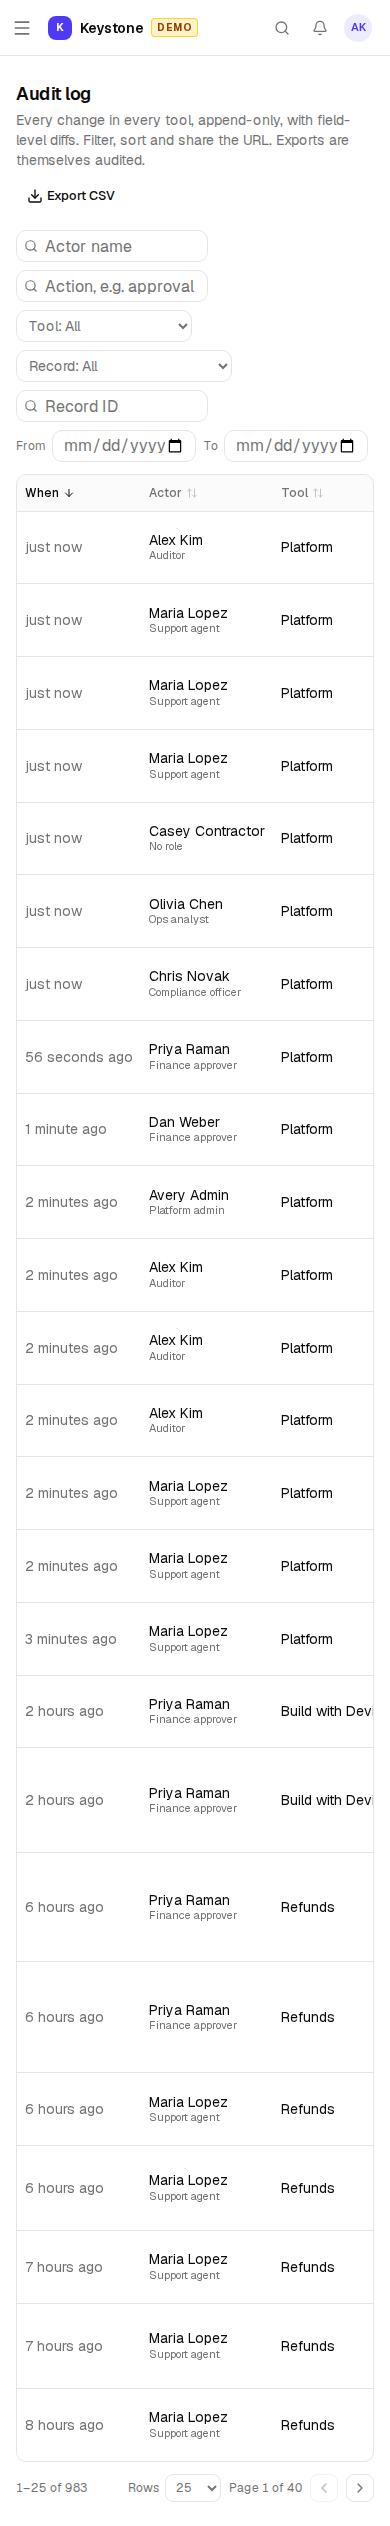 K Keystone DEMO AK
Audit log
Every change in every tool, append-only, with field-
level diffs. Filter, sort and share the URL. Exports are
themselves audited.
Export CSV
Actor name
Action, e.g. approval
Tool: All
Record: All
Record ID
From mm/dd/yyyy To mm/dd/yyyy
When Actor Tool
just now Alex Kim Platform
Auditor
just now Maria Lopez Platform
Support agent
just now Maria Lopez Platform
Support agent
just now Maria Lopez Platform
Support agent
just now Casey Contractor Platform
No role
just now Olivia Chen Platform
Ops analyst
just now Chris Novak Platform
Compliance officer
56 seconds ago Priya Raman Platform
Finance approver
1 minute ago Dan Weber Platform
Finance approver
2 minutes ago Avery Admin Platform
Platform admin
2 minutes ago Alex Kim Platform
Auditor
2 minutes ago Alex Kim Platform
Auditor
2 minutes ago Alex Kim Platform
Auditor
2 minutes ago Maria Lopez Platform
Support agent
2 minutes ago Maria Lopez Platform
Support agent
3 minutes ago Maria Lopez Platform
Support agent
2 hours ago Priya Raman Build with Devi
Finance approver
2 hours ago Priya Raman Build with Devi
Finance approver
6 hours ago Priya Raman Refunds
Finance approver
6 hours ago Priya Raman Refunds
Finance approver
6 hours ago Maria Lopez Refunds
Support agent
6 hours ago Maria Lopez Refunds
Support agent
7 hours ago Maria Lopez Refunds
Support agent
7 hours ago Maria Lopez Refunds
Support agent
8 hours ago Maria Lopez Refunds
Support agent
1–25 of 983 Rows 25 Page 1 of 40